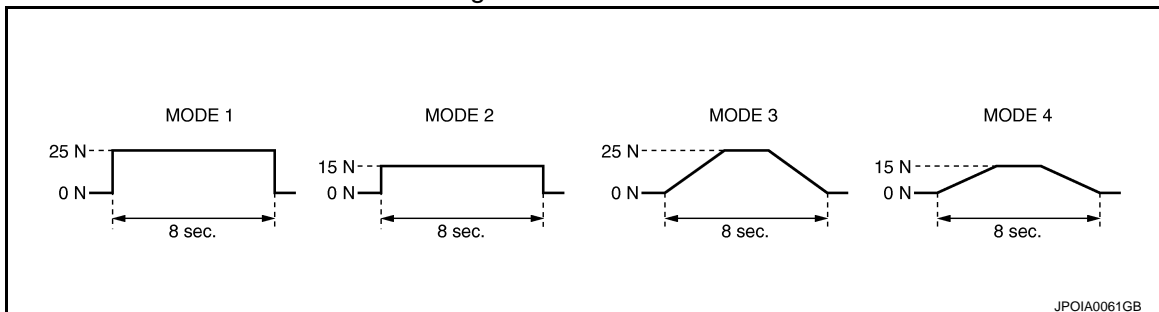 MODE 1
25 N
0 N
8 sec.
MODE 2
15 N
0 N
8 sec.
MODE 3
25 N
0 N
8 sec.
MODE 4
15 N
0 N
8 sec.
JPOIA0061GB